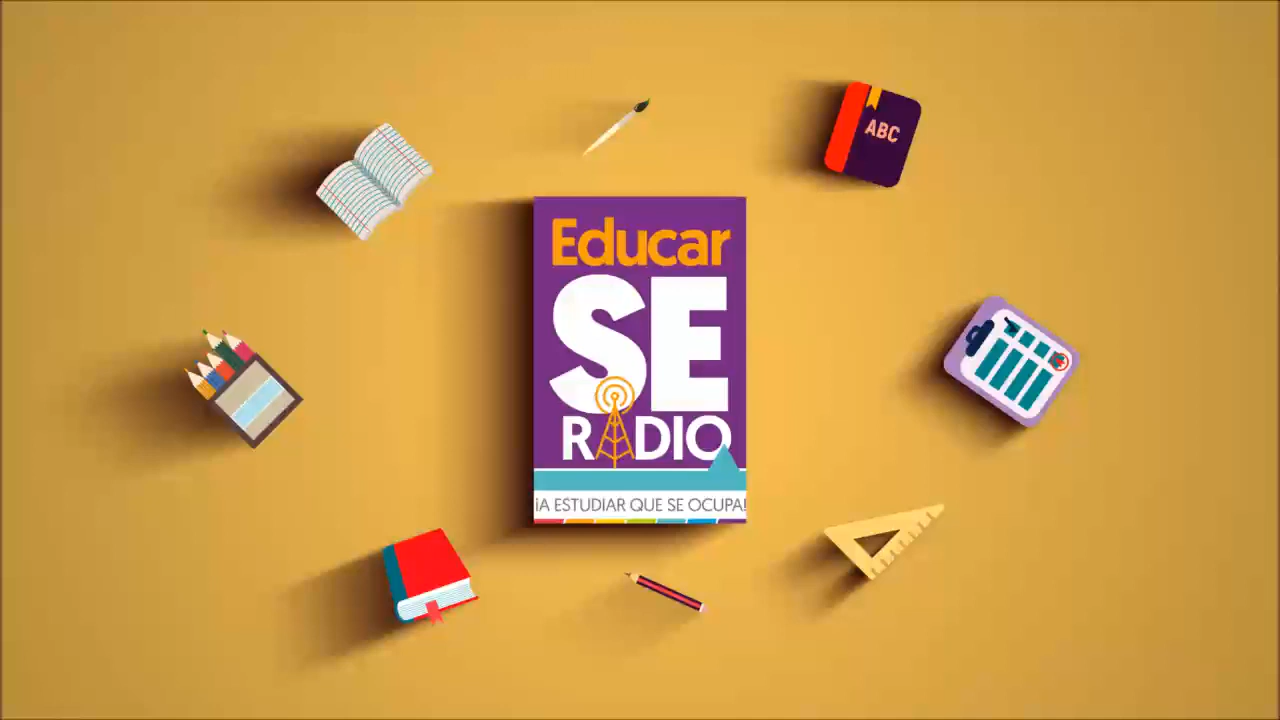 ABC
Educar
SE
RADIO
¡A ESTUDIAR QUE SE OCUPA!